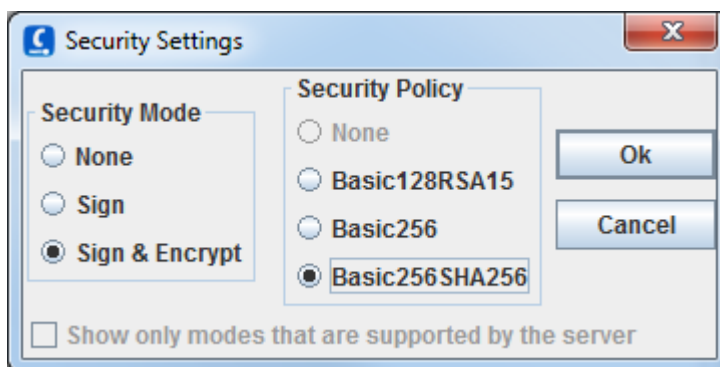 Security Settings
Security Mode
None
Sign
Sign & Encrypt
Security Policy
None
Basic128RSA15
Basic256
Basic256SHA256
Ok
Cancel
Show only modes that are supported by the server